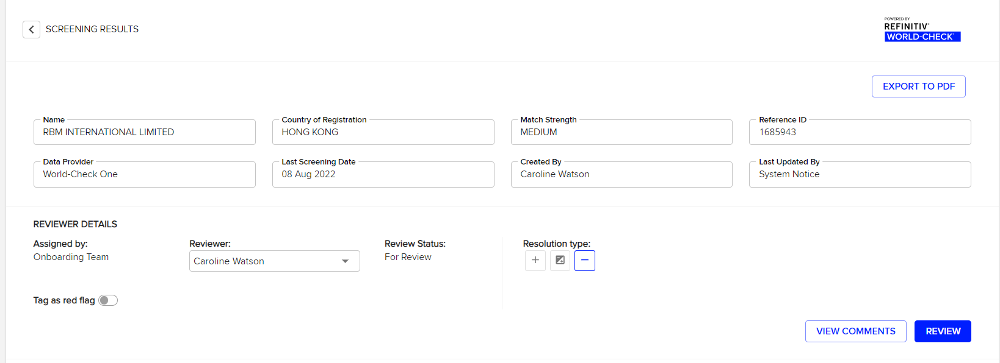 SCREENING RESULTS
POWERED BY
REFINITIV
WORLD-CHECK
EXPORT TO PDF
Name
RBM INTERNATIONAL LIMITED
Country of Registration
HONG KONG
Match Strength
MEDIUM
Reference ID
1685943
Data Provider
World-Check One
Last Screening Date
08 Aug 2022
Created By
Caroline Watson
Last Updated By
System Notice
REVIEWER DETAILS
Assigned by:
Onboarding Team
Reviewer:
Caroline Watson
Review Status:
For Review
Resolution type:
Tag as red flag
VIEW COMMENTS
REVIEW